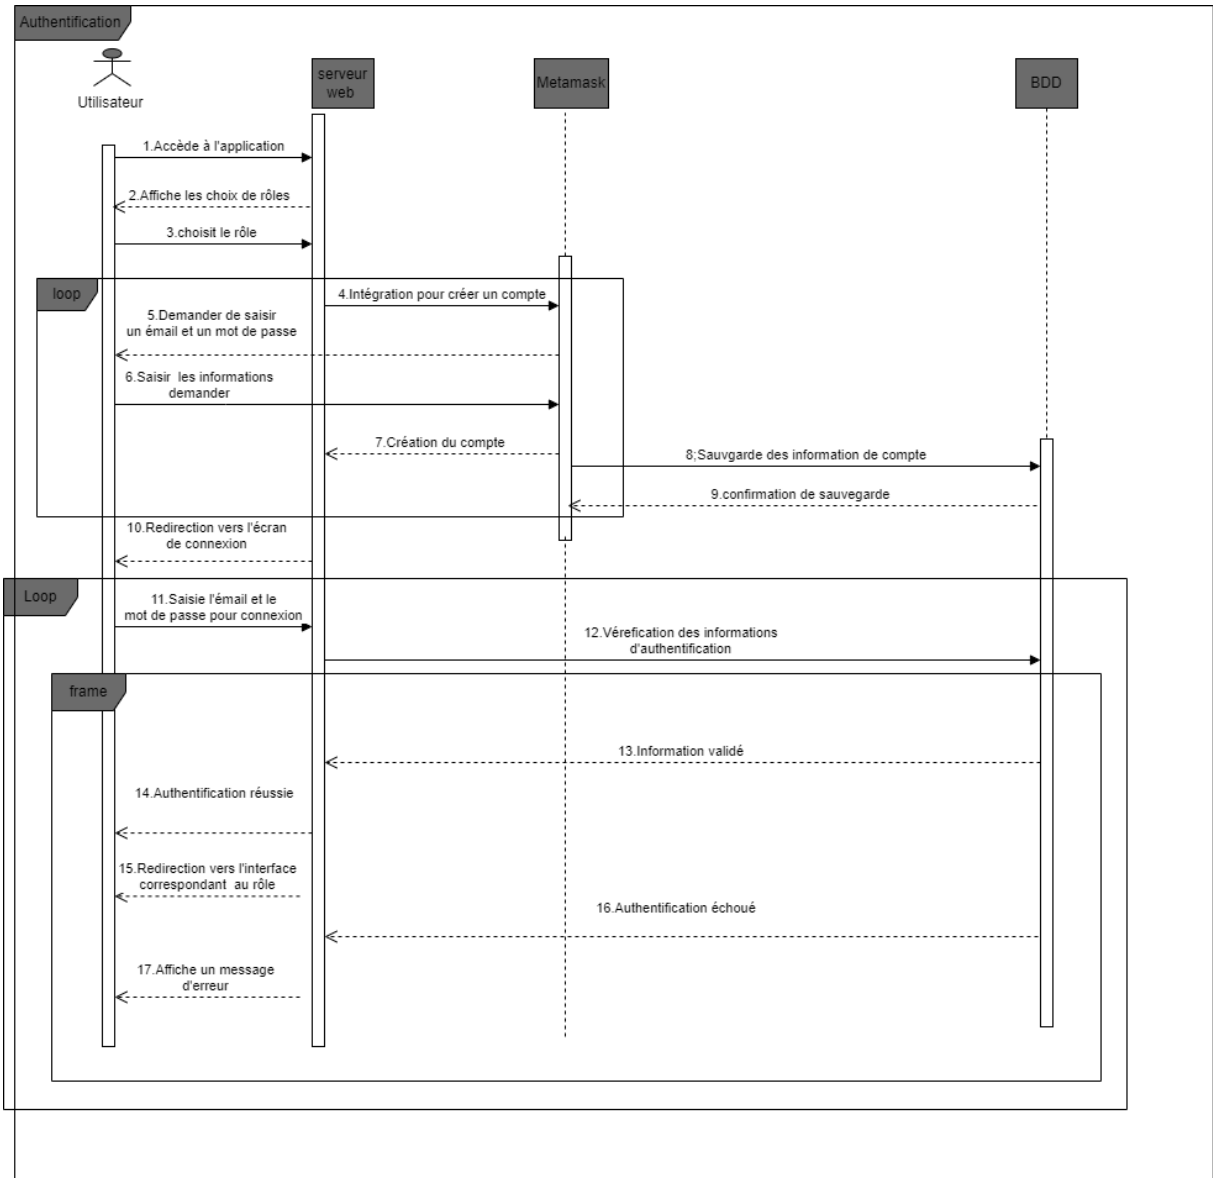 Authentification
Utilisateur
serveur
web
Metamask
BDD
1.Accède à l'application
2.Affiche les choix de rôles
3.choisit le rôle
loop
4.Intégration pour créer un compte
5.Demander de saisir
un émail et un mot de passe
6.Saisir les informations
demander
7.Création du compte
8;Sauvgarde des information de compte
9.confirmation de sauvegarde
10.Redirection vers l'écran
de connexion
Loop
11.Saisie l'émail et le
mot de passe pour connexion
12.Vérefication des informations
d'authentification
frame
13.Information validé
14.Authentification réussie
15.Redirection vers l'interface
correspondant au rôle
16.Authentification échoué
17.Affiche un message
d'erreur